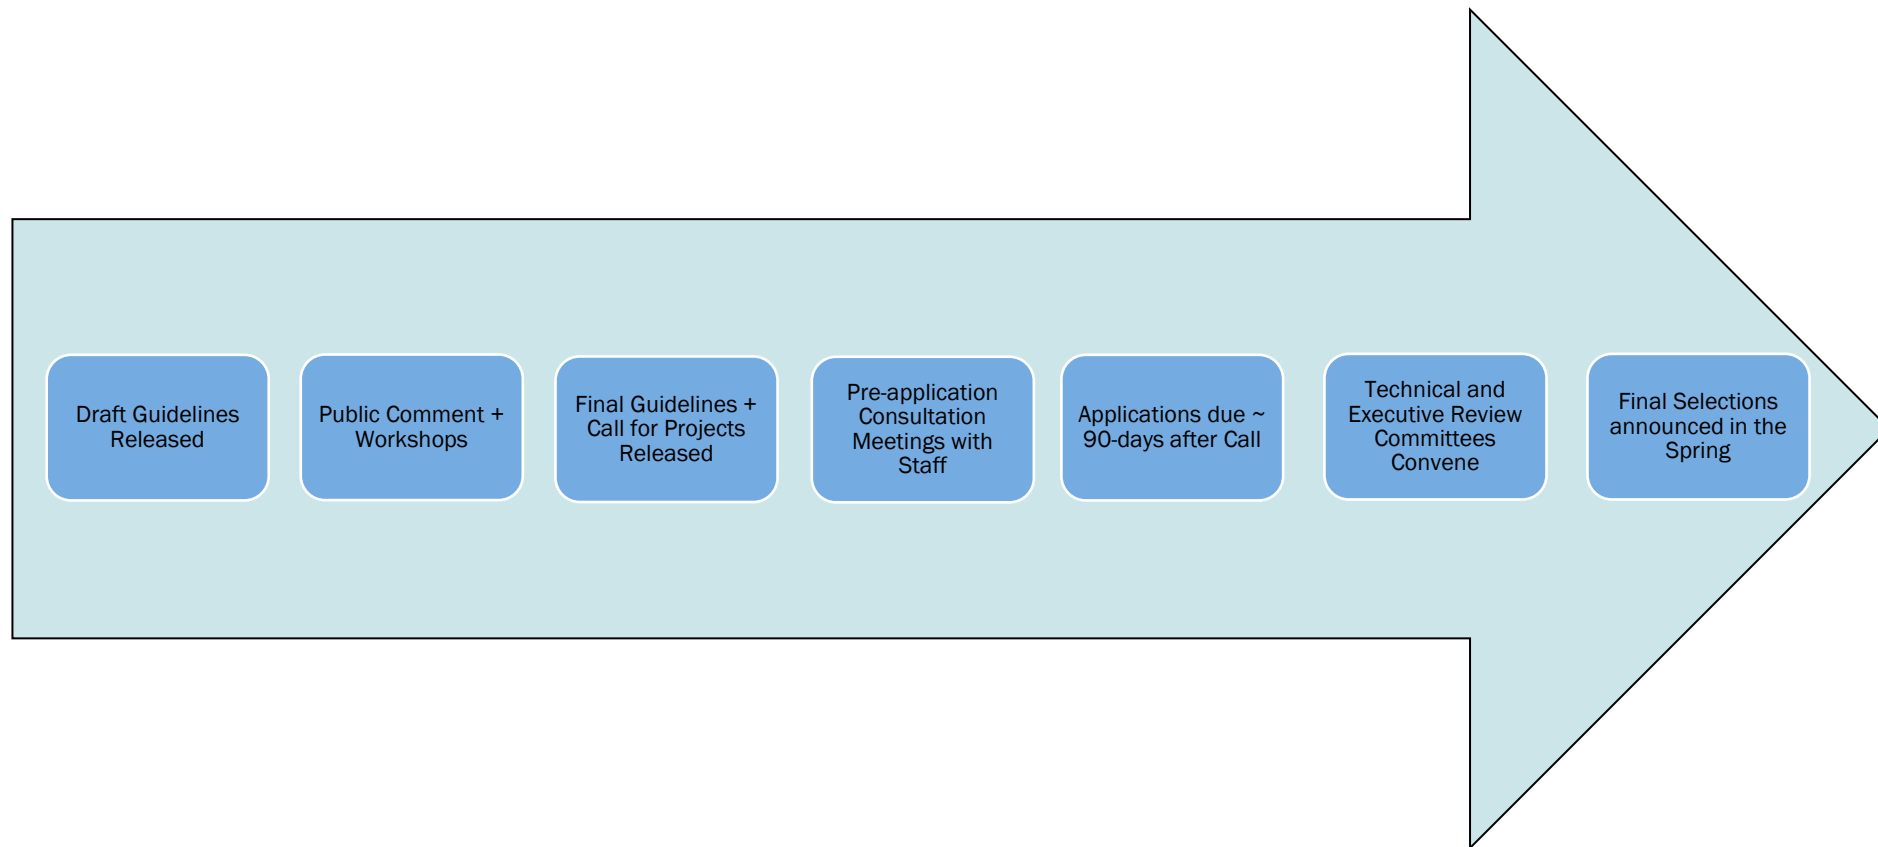 Draft Guidelines
Released
Public Comment +
Workshops
Final Guidelines +
Call for Projects
Released
Pre-application
Consultation
Meetings with
Staff
Applications due ~
90-days after Call
Technical and
Executive Review
Committees
Convene
Final Selections
announced in the
Spring